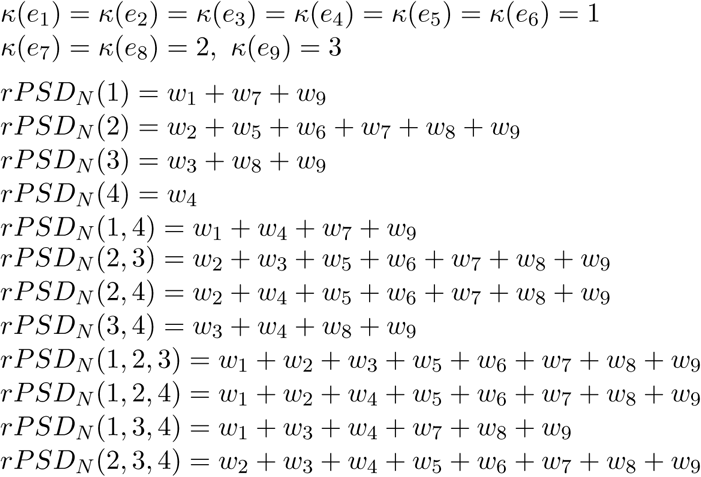 κ(e₁) = κ(e₂) = κ(e₃) = κ(e₄) = κ(e₅) = κ(e₆) = 1
κ(e₇) = κ(e₈) = 2, κ(e₉) = 3
rPSD_N(1) = w₁ + w₇ + w₉
rPSD_N(2) = w₂ + w₅ + w₆ + w₇ + w₈ + w₉
rPSD_N(3) = w₃ + w₈ + w₉
rPSD_N(4) = w₄
rPSD_N(1, 4) = w₁ + w₄ + w₇ + w₉
rPSD_N(2, 3) = w₂ + w₃ + w₅ + w₆ + w₇ + w₈ + w₉
rPSD_N(2, 4) = w₂ + w₄ + w₅ + w₆ + w₇ + w₈ + w₉
rPSD_N(3, 4) = w₃ + w₄ + w₈ + w₉
rPSD_N(1, 2, 3) = w₁ + w₂ + w₃ + w₅ + w₆ + w₇ + w₈ + w₉
rPSD_N(1, 2, 4) = w₁ + w₂ + w₄ + w₅ + w₆ + w₇ + w₈ + w₉
rPSD_N(1, 3, 4) = w₁ + w₃ + w₄ + w₇ + w₈ + w₉
rPSD_N(2, 3, 4) = w₂ + w₃ + w₄ + w₅ + w₆ + w₇ + w₈ + w₉